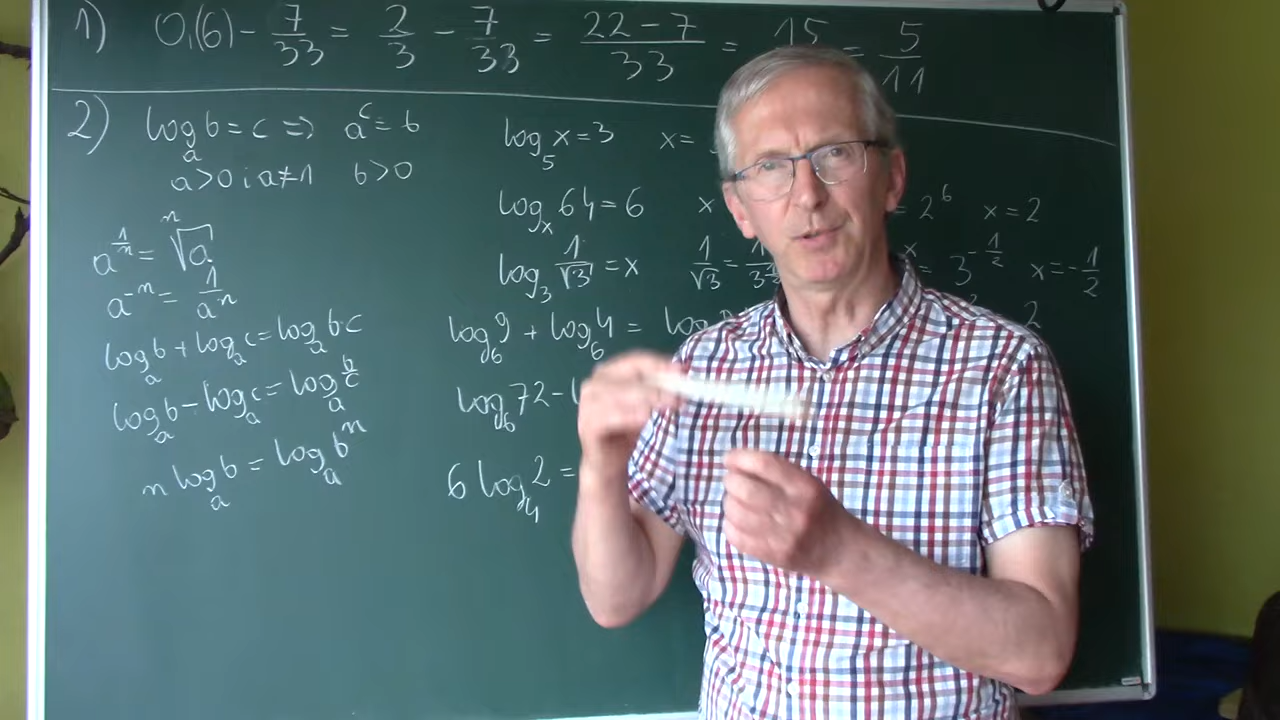 1) 0,(6) - 7/33 = 2/3 - 7/33 = (22-7)/33 = 15 = 5/11
2) log_a b = c => a^c = b
a>0 i a≠1 b>0
a^(1/n) = ⁿ√a
a^(-n) = 1/a^n
log_a b + log_a c = log_a b·c
log_a b - log_a c = log_a b/c
n log_a b = log_a b^n
log_5 x = 3 x =
log_x 64 = 6 x = 2^6 x = 2
log_3 1/√3 = x 1/√3 = = 3^(-1/2) x = -1/2
log_6 9 + log_6 4 = log 2
log_6 72 -
6 log_4 2 =